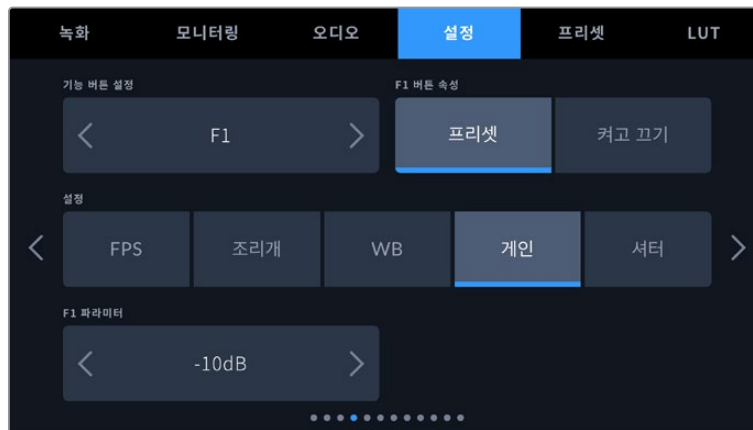 녹화 모니터링 오디오 설정 프리셋 LUT
기능 버튼 설정 F1 버튼 속성
F1 프리셋 켜고 끄기
설정
FPS 조리개 WB 게인 셔터
F1 파라미터
-10dB